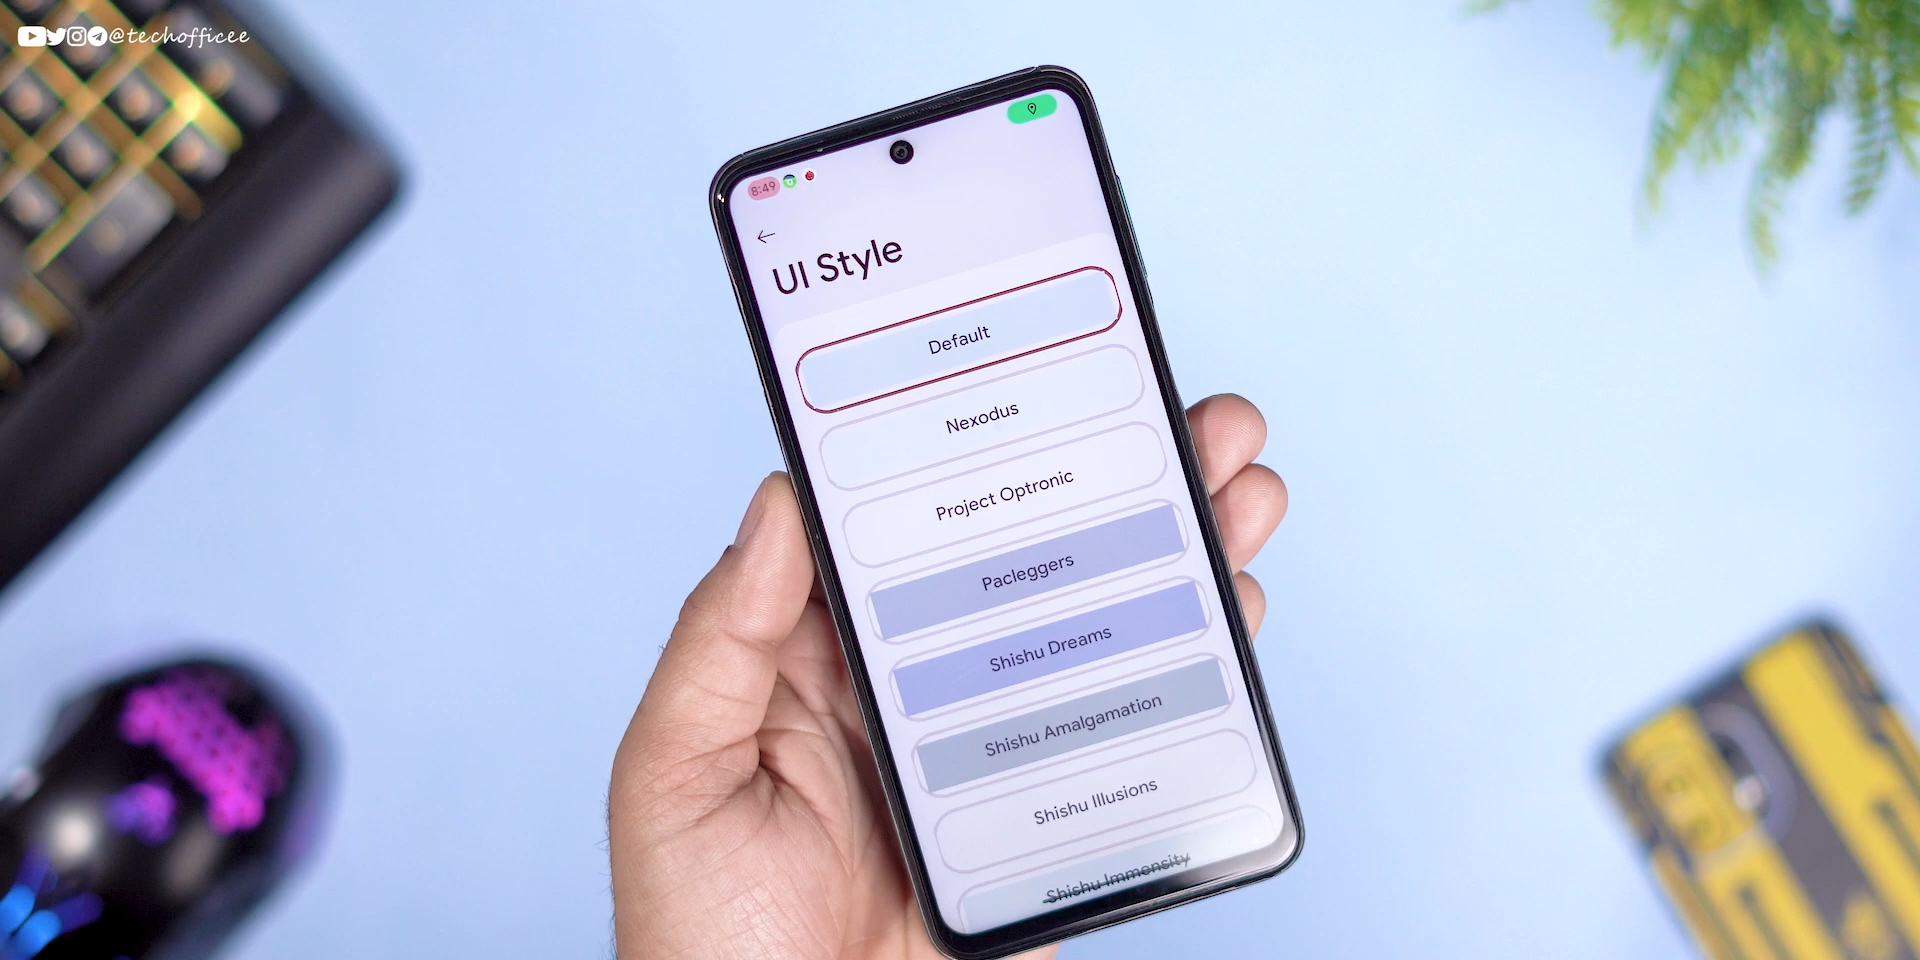 @techofficee
8:49
UI Style
Default
Nexodus
Project Optronic
Pacleggers
Shishu Dreams
Shishu Amalgamation
Shishu Illusions
Shishu Immensity